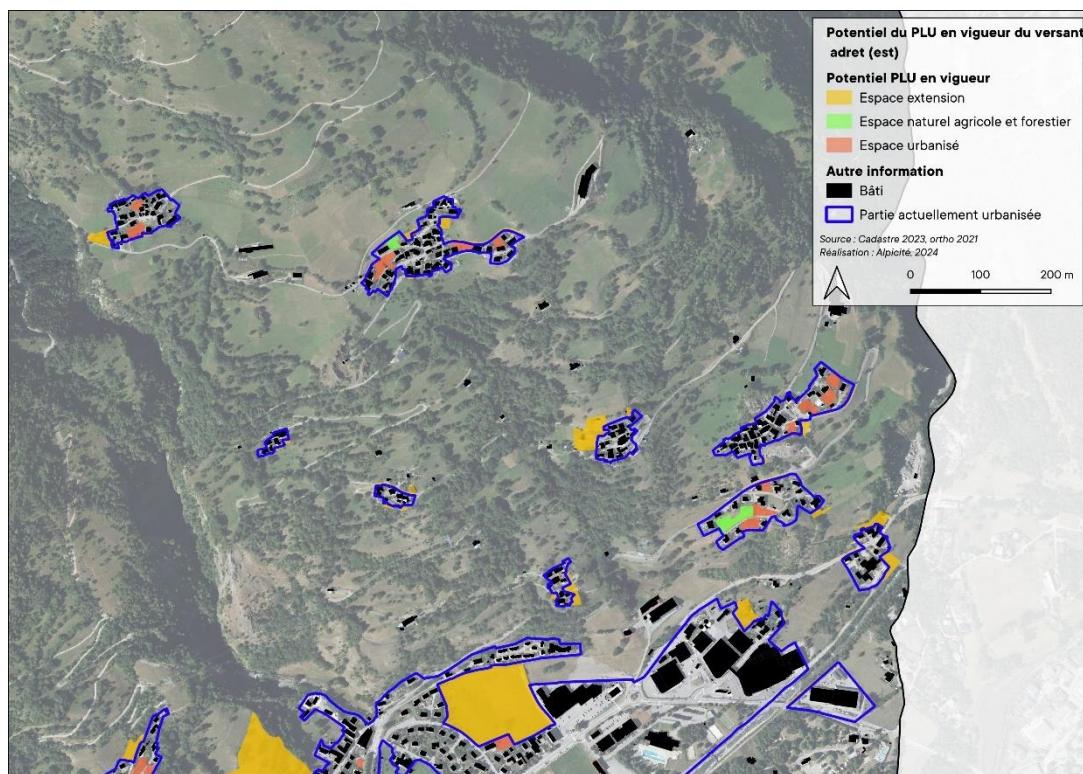 Potentiel du PLU en vigueur du versant
adret (est)
Potentiel PLU en vigueur
Espace extension
Espace naturel agricole et forestier
Espace urbanisé
Autre information
Bâti
Partie actuellement urbanisée
Source : Cadastre 2023, ortho 2021
Réalisation : Alpicité, 2024
0 100 200 m